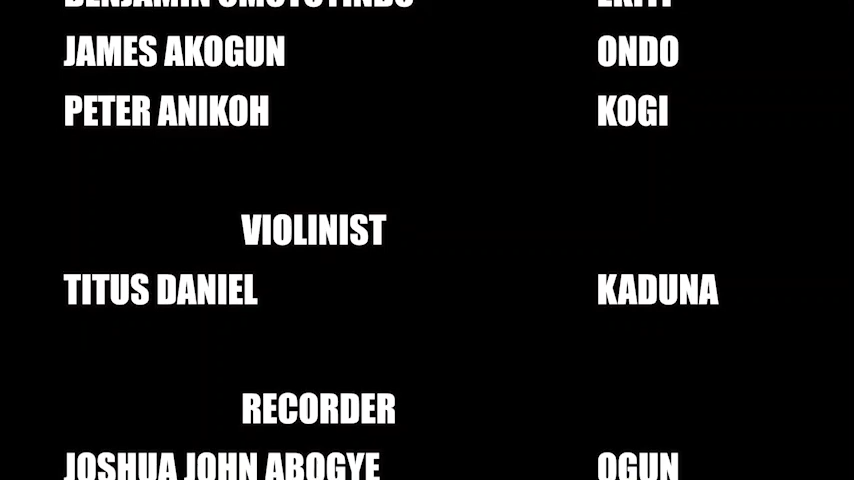 JAMES AKOGUN ONDO
PETER ANIKOH KOGI
VIOLINIST
TITUS DANIEL KADUNA
RECORDER
JOSHUA JOHN ABOGYE OGUN